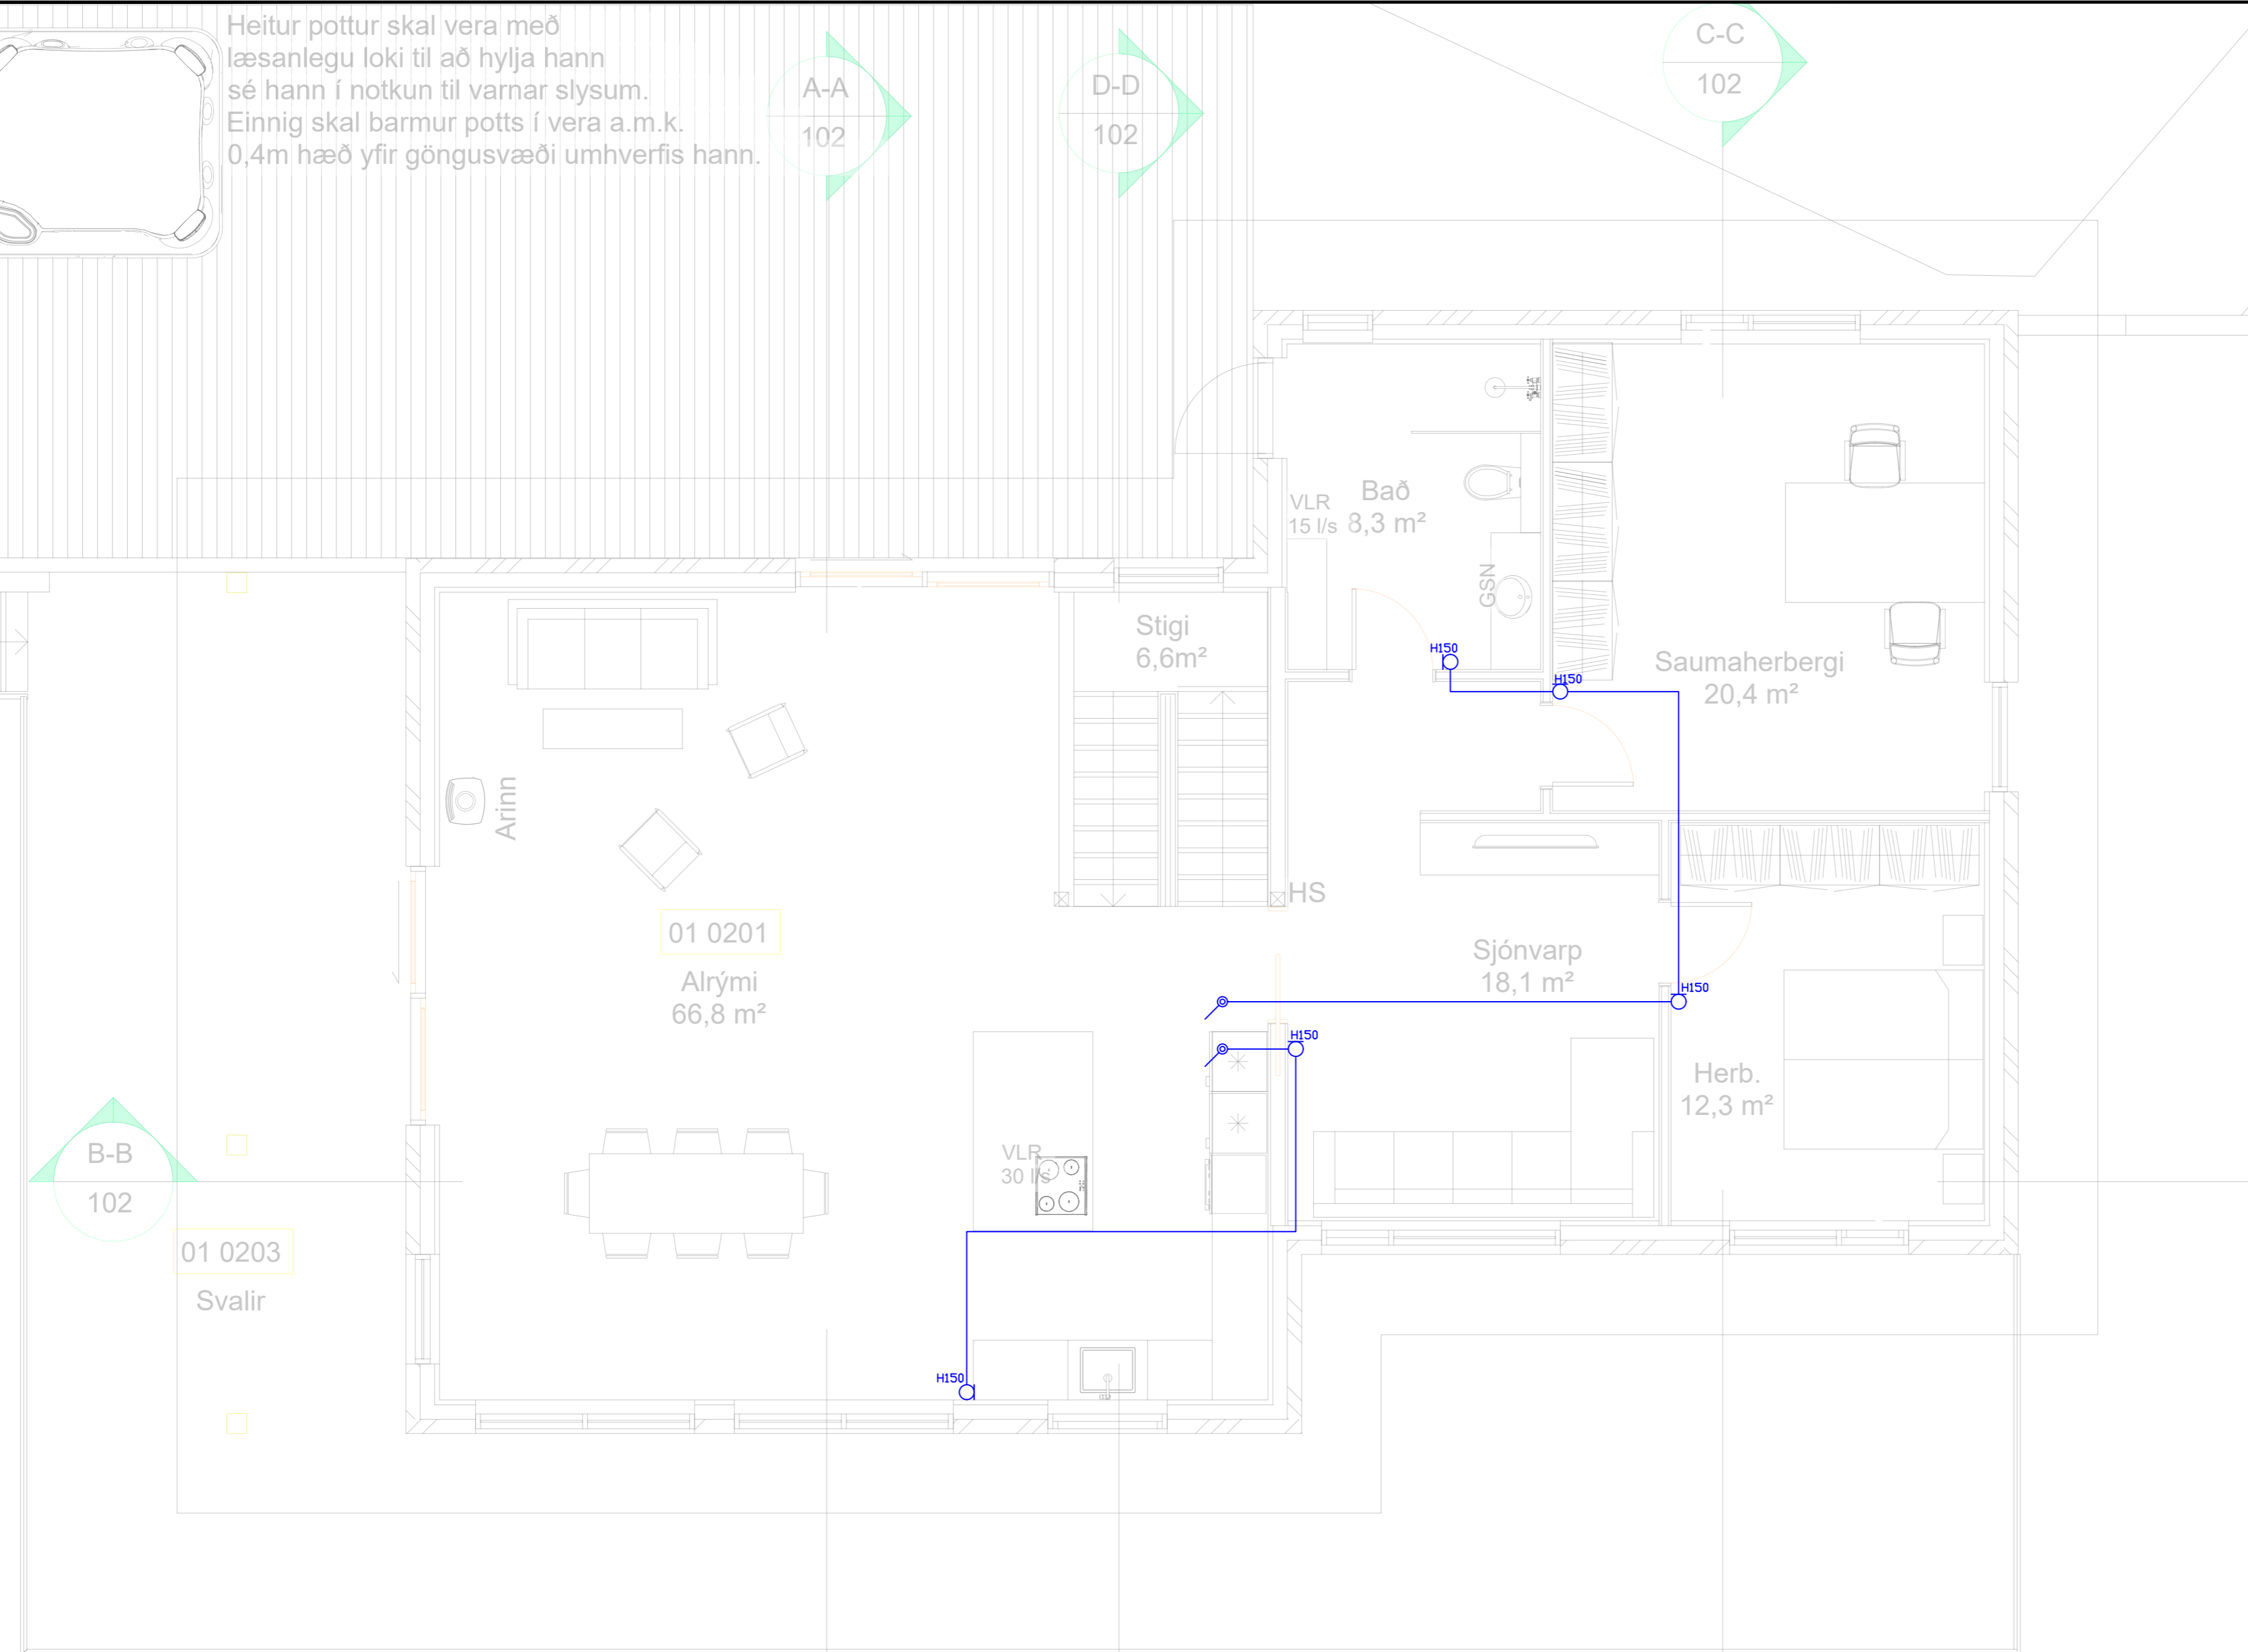 Heitur pottur skal vera með
læsanlegu loki til að hylja hann
sé hann í notkun til varnar slysum.
Einnig skal barmur potts í vera a.m.k.
0,4m hæð yfir göngusvæði umhverfis hann.
A-A
102
D-D
102
C-C
102
VLR
15 l/s
Bað
8,3 m²
GSN
Stigi
6,6m²
H150
H150
Saumaherbergi
20,4 m²
Arinn
HS
01 0201
Alrými
66,8 m²
Sjónvarp
18,1 m²
H150
H150
Herb.
12,3 m²
B-B
102
VLR
30 l/s
01 0203
Svalir
H150